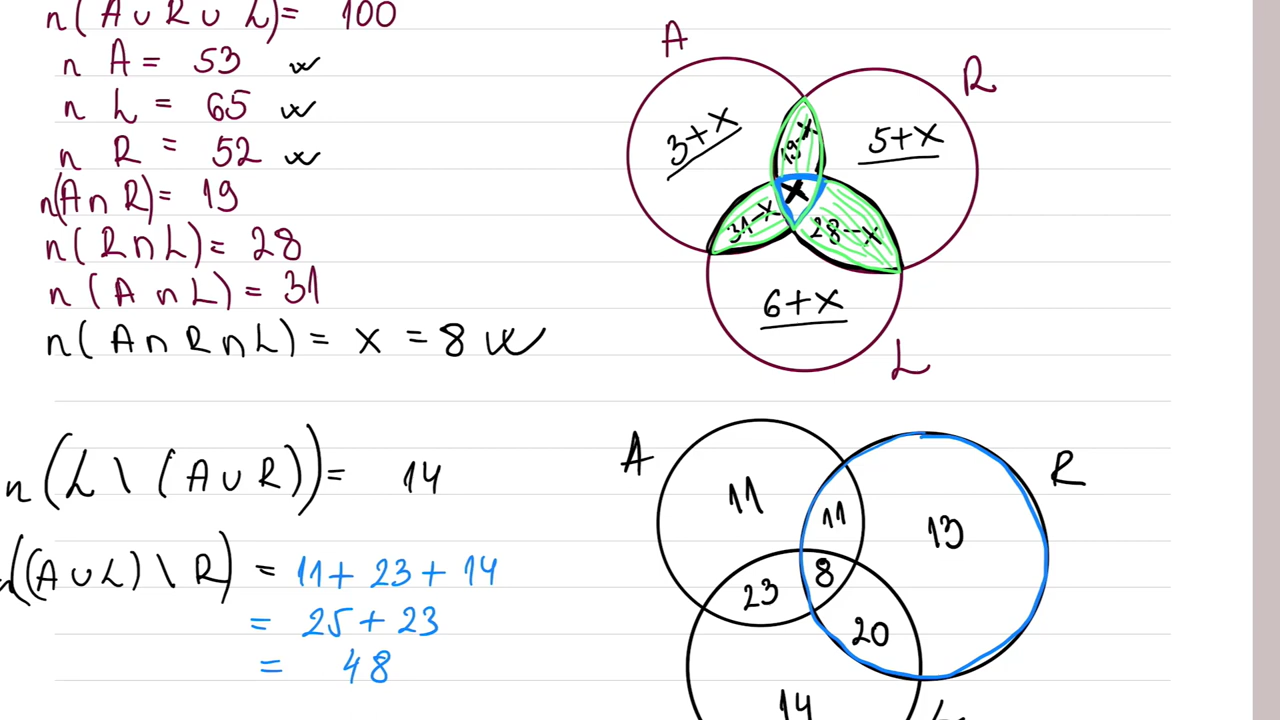 n(A ∪ R ∪ L) = 100
n A = 53 w
n L = 65 w
n R = 52 w
n(A ∩ R) = 19
n(R ∩ L) = 28
n(A ∩ L) = 31
n(A ∩ R ∩ L) = x = 8 w
n(L \ (A ∪ R)) = 14
n((A ∪ L) \ R) = 11 + 23 + 14
= 25 + 23
= 48
A
R
3+x
19-x
5+x
x
31-x
28-x
6+x
L
A
R
11
11
13
8
23
20
14